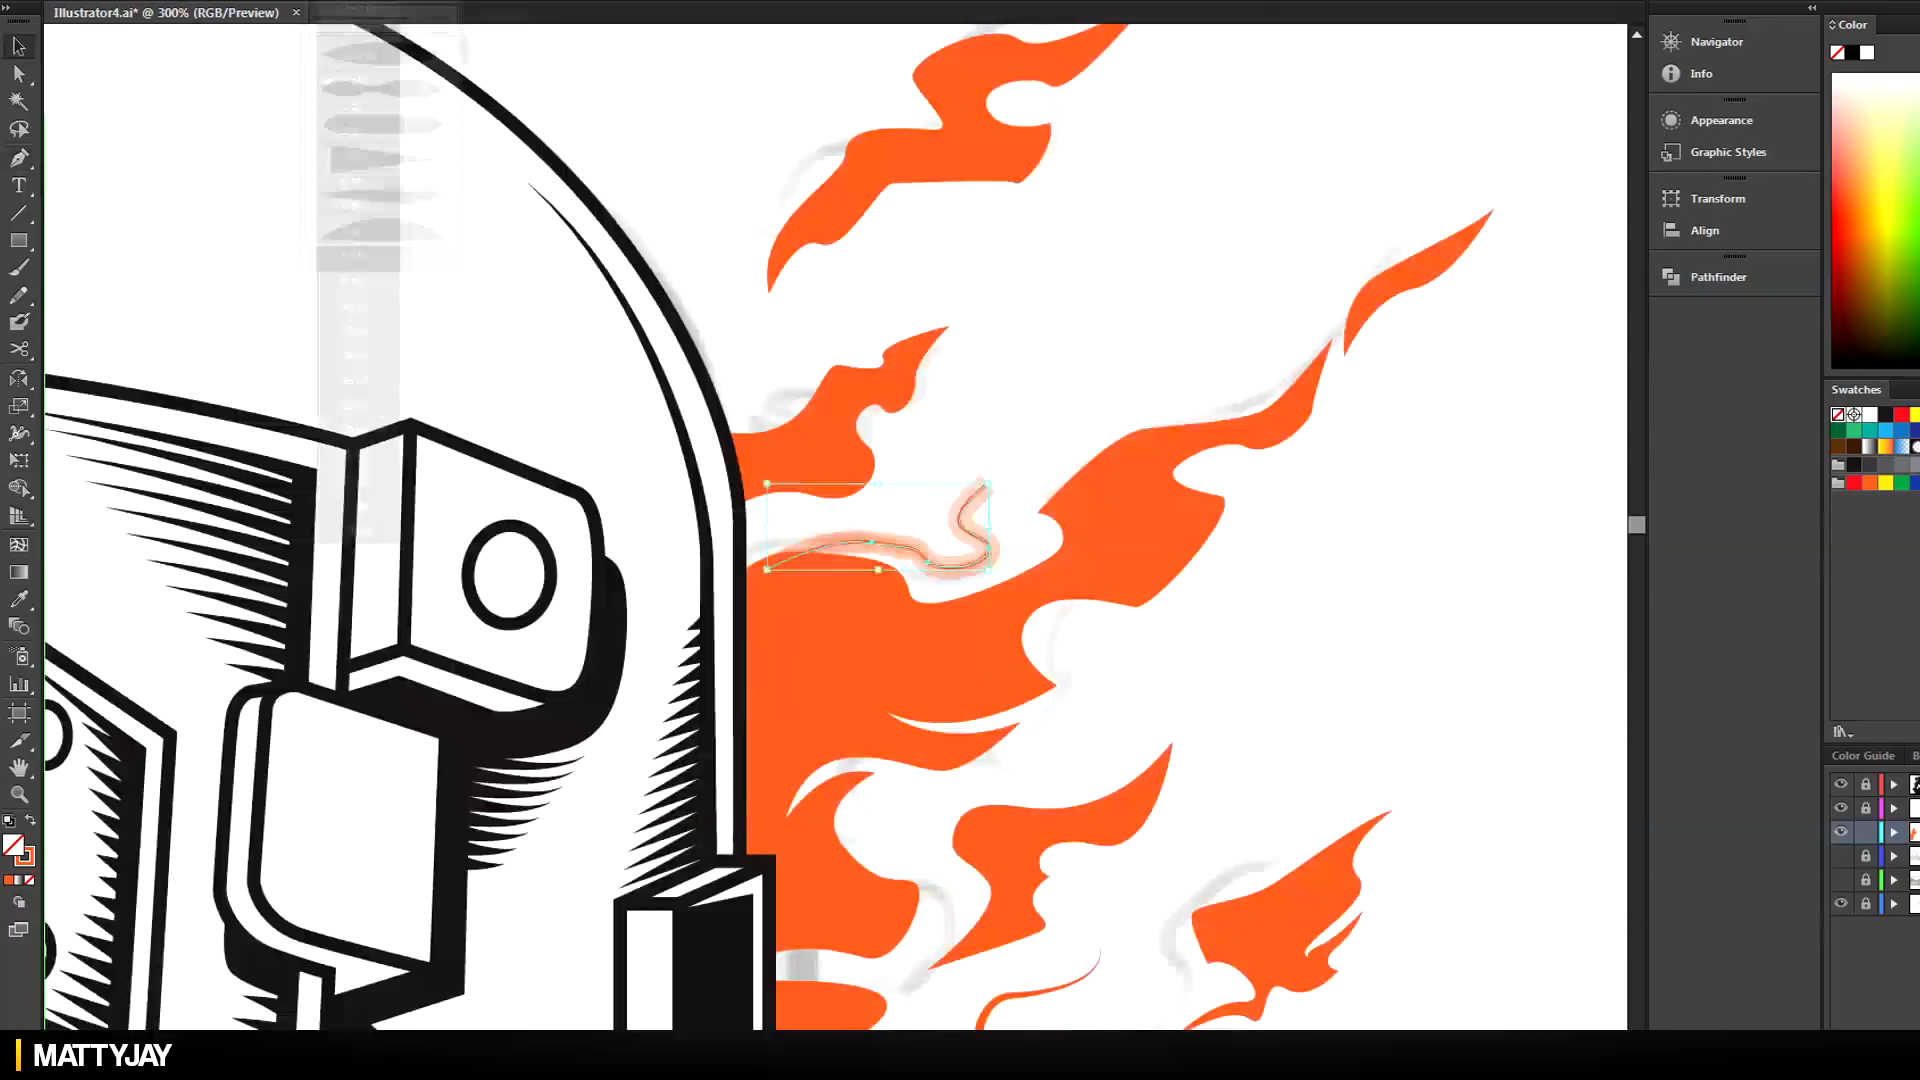 Illustrator4.ai* @ 300% (RGB/Preview)
Color
Navigator
Info
Appearance
Graphic Styles
Transform
Align
Pathfinder
Swatches
Color Guide
MATTYJAY